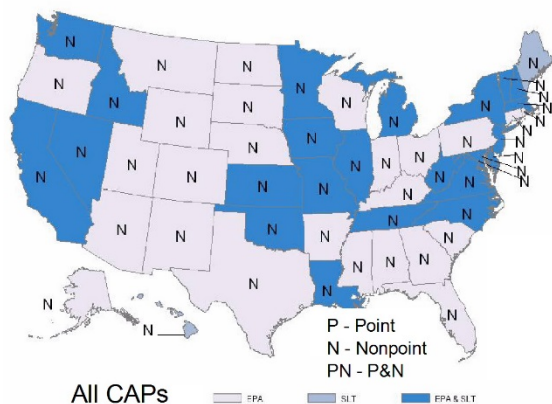 N N N
N N
N N
N N N N N N
N N
N
N N N N N
N N N N N
N N N N N
N N N N N
N N
N N N N N
N N N
N N
N N
N P - Point
N N - Nonpoint
PN - P&N
All CAPs EPA SLT EPA & SLT